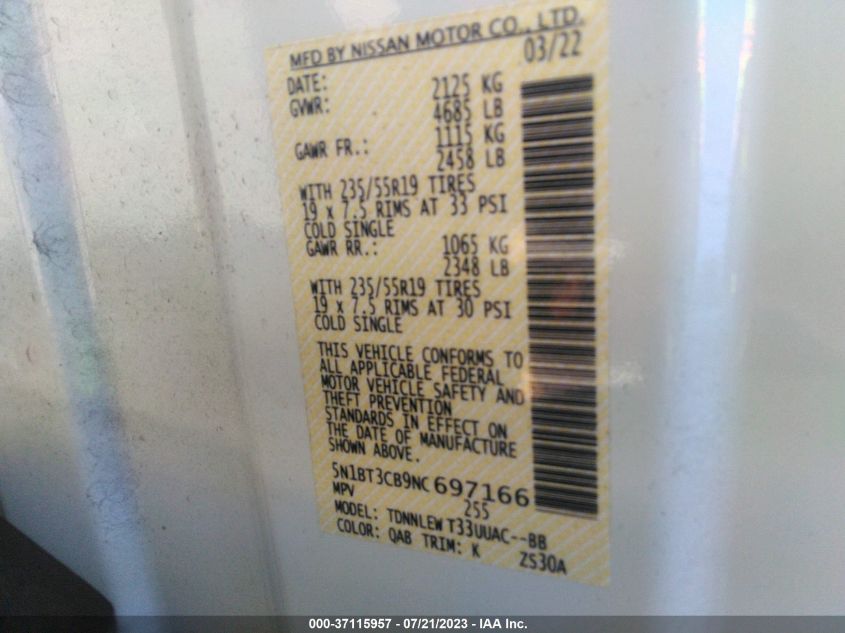 MFD BY NISSAN MOTOR CO., LTD.
03/22
DATE: 2125 KG
GVWR: 4685 LB
1115 KG
GAWR FR.: 2458 LB
WITH 235/55R19 TIRES
19 x 7.5 RIMS AT 33 PSI
COLD SINGLE
GAWR RR.: 1065 KG
2348 LB
WITH 235/55R19 TIRES
19 x 7.5 RIMS AT 30 PSI
COLD SINGLE
THIS VEHICLE CONFORMS TO
ALL APPLICABLE FEDERAL
MOTOR VEHICLE SAFETY AND
THEFT PREVENTION
STANDARDS IN EFFECT ON
THE DATE OF MANUFACTURE
SHOWN ABOVE.
5N1BT3CB9NC697166
MPV 255
MODEL: TDNNLEW T33UUAC--BB
COLOR: QAB TRIM: K ZS30A
000-37115957 - 07/21/2023 - IAA Inc.